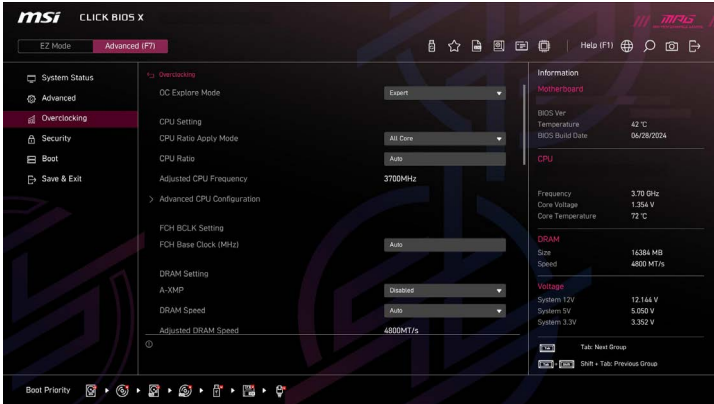 msi CLICK BIOS X
MAG
EZ Mode
Advanced (F7)
Help (F1)
System Status
Advanced
Overclocking
Security
Boot
Save & Exit
Overclocking
OC Explore Mode
Expert
CPU Setting
CPU Ratio Apply Mode
All Core
CPU Ratio
Auto
Adjusted CPU Frequency
3700MHz
Advanced CPU Configuration
FCH BCLK Setting
FCH Base Clock (MHz)
Auto
DRAM Setting
A-XMP
Disabled
DRAM Speed
Auto
Adjusted DRAM Speed
4800MT/s
Information
Motherboard
BIOS Ver
Temperature 42 °C
BIOS Build Date 06/28/2024
CPU
Frequency 3.70 GHz
Core Voltage 1.354 V
Core Temperature 72 °C
DRAM
Size 16384 MB
Speed 4800 MT/s
Voltage
System 12V 12.144 V
System 5V 5.050 V
System 3.3V 3.352 V
Tab Tab: Next Group
Tab + Shift Shift + Tab: Previous Group
Boot Priority